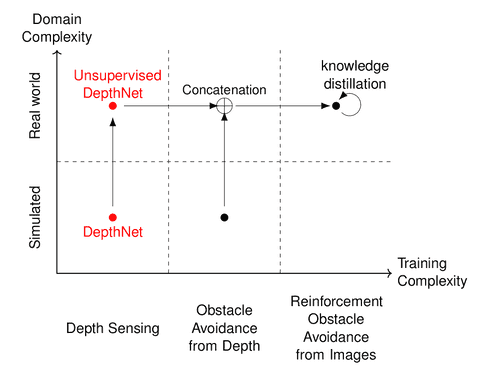 Domain
Complexity
Real world
Simulated
Unsupervised
DepthNet
Concatenation
knowledge
distillation
DepthNet
Training
Complexity
Depth Sensing
Obstacle
Avoidance
from Depth
Reinforcement
Obstacle
Avoidance
from Images